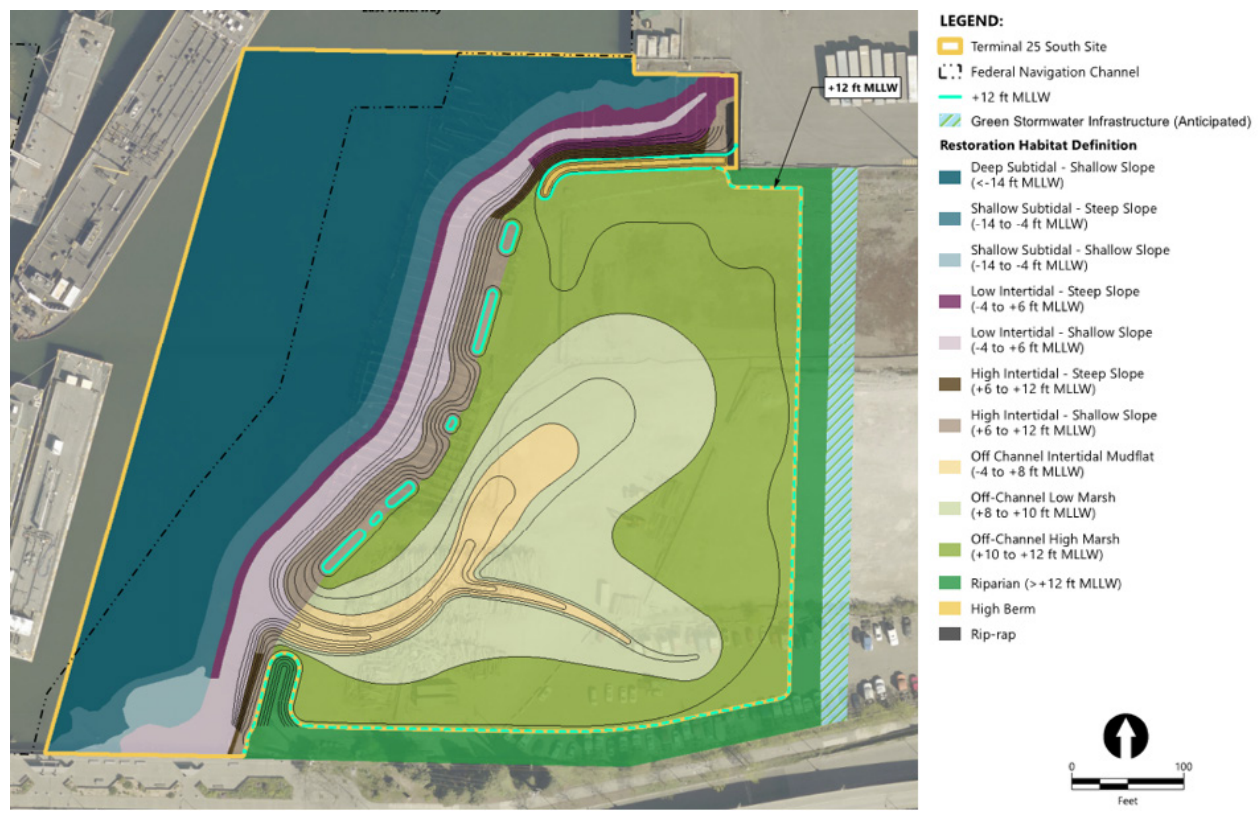 +12 ft MLLW
LEGEND:
Terminal 25 South Site
Federal Navigation Channel
+12 ft MLLW
Green Stormwater Infrastructure (Anticipated)
Restoration Habitat Definition
Deep Subtidal - Shallow Slope
(<-14 ft MLLW)
Shallow Subtidal - Steep Slope
(-14 to -4 ft MLLW)
Shallow Subtidal - Shallow Slope
(-14 to -4 ft MLLW)
Low Intertidal - Steep Slope
(-4 to +6 ft MLLW)
Low Intertidal - Shallow Slope
(-4 to +6 ft MLLW)
High Intertidal - Steep Slope
(+6 to +12 ft MLLW)
High Intertidal - Shallow Slope
(+6 to +12 ft MLLW)
Off Channel Intertidal Mudflat
(-4 to +8 ft MLLW)
Off-Channel Low Marsh
(+8 to +10 ft MLLW)
Off-Channel High Marsh
(+10 to +12 ft MLLW)
Riparian (>+12 ft MLLW)
High Berm
Rip-rap
0 100
Feet